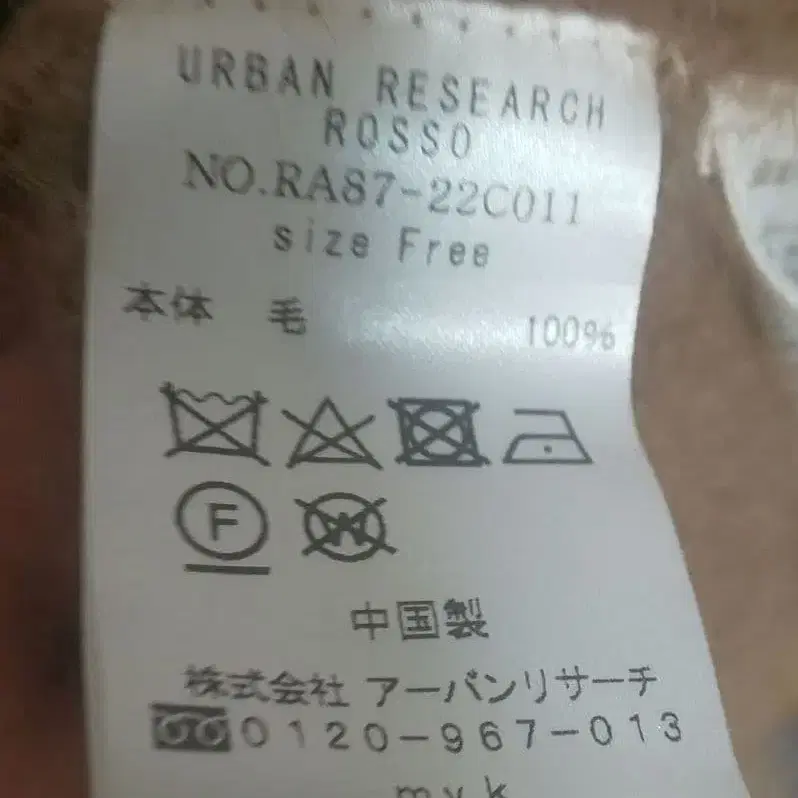 URBAN RESEARCH
ROSSO
NO.RA87-22C011
size Free
本体 毛 100%
F
W
中国製
株式会社 アーバンリサーチ
0120-967-013
m y k